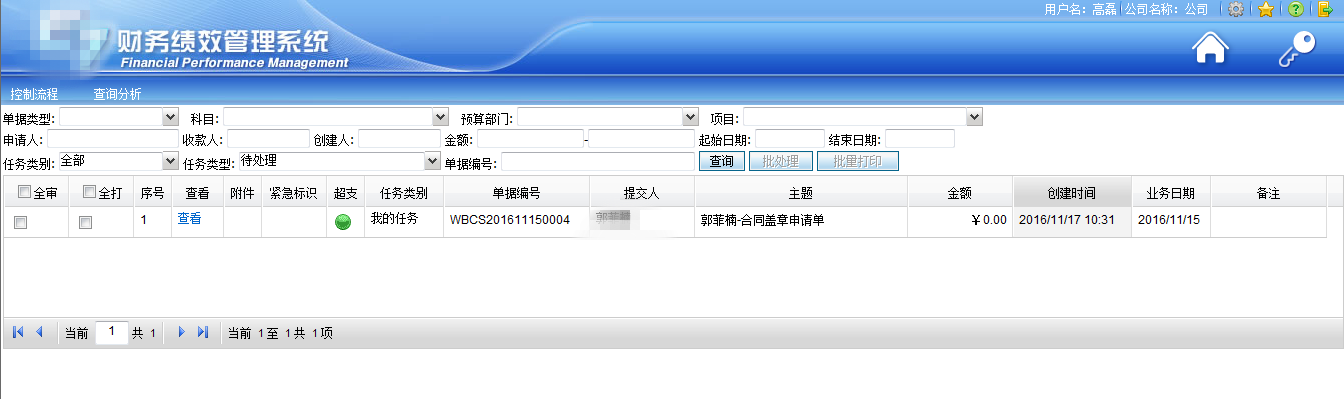 用户名：高磊 公司名称：公司
财务绩效管理系统
Financial Performance Management
控制流程 查询分析
单据类型: 科目: 预算部门: 项目:
申请人: 收款人: 创建人: 金额: - 起始日期: 结束日期:
任务类别: 全部 任务类型: 待处理 单据编号: 查询 批处理 批量打印
全审 全打 序号 查看 附件 紧急标识 超支 任务类别 单据编号 提交人 主题 金额 创建时间 业务日期 备注
1 查看 我的任务 WBCS201611150004 郭菲楠-合同盖章申请单 ￥0.00 2016/11/17 10:31 2016/11/15
当前 1 共 1 当前 1 至 1 共 1 项